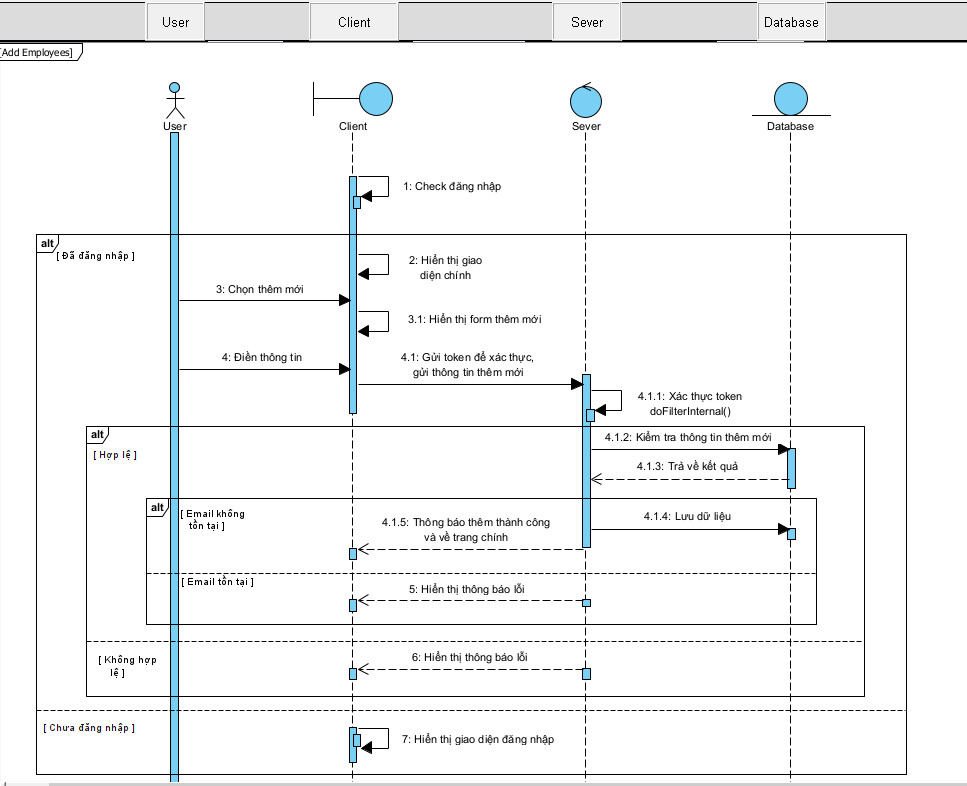 User Client Sever Database
[Add Employees]
User Client Sever Database
1: Check đăng nhập
alt
[ Đã đăng nhập ]
2: Hiển thị giao
diện chính
3: Chọn thêm mới
3.1: Hiển thị form thêm mới
4: Điền thông tin
4.1: Gửi token để xác thực,
gửi thông tin thêm mới
4.1.1: Xác thực token
doFilterInternal()
alt
[ Hợp lệ ]
4.1.2: Kiểm tra thông tin thêm mới
4.1.3: Trả về kết quả
alt
[ Email không
tồn tại ]
4.1.4: Lưu dữ liệu
4.1.5: Thông báo thêm thành công
và về trang chính
[ Email tồn tại ]
5: Hiển thị thông báo lỗi
[ Không hợp
lệ ]
6: Hiển thị thông báo lỗi
[ Chưa đăng nhập ]
7: Hiển thị giao diện đăng nhập